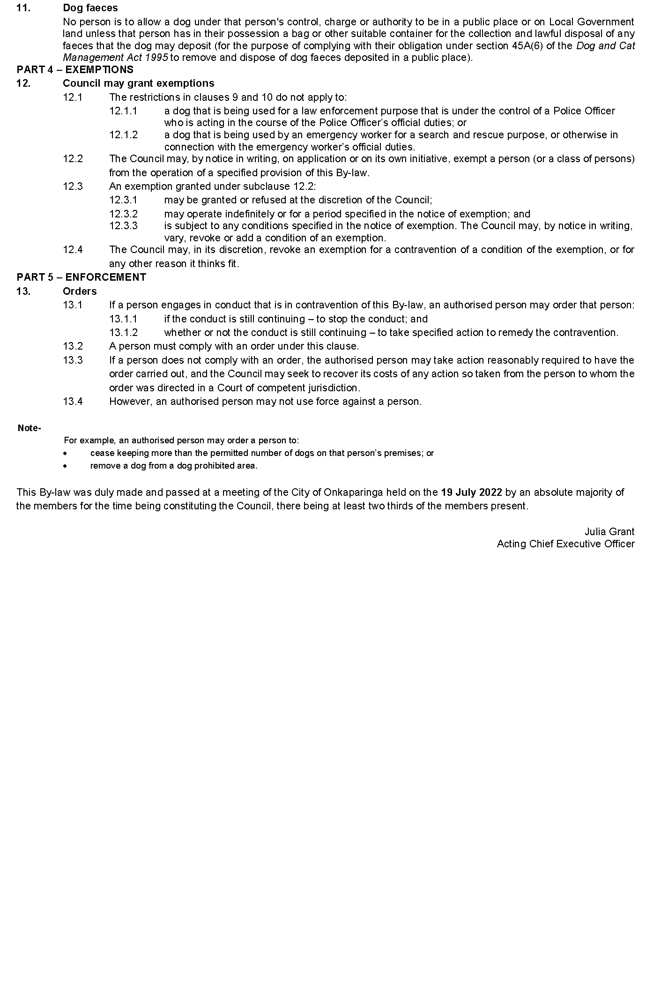 11. Dog faeces
No person is to allow a dog under that person's control, charge or authority to be in a public place or on Local Government
land unless that person has in their possession a bag or other suitable container for the collection and lawful disposal of any
faeces that the dog may deposit (for the purpose of complying with their obligation under section 45A(6) of the Dog and Cat
Management Act 1995 to remove and dispose of dog faeces deposited in a public place).
PART 4 – EXEMPTIONS
12. Council may grant exemptions
12.1 The restrictions in clauses 9 and 10 do not apply to:
12.1.1 a dog that is being used for a law enforcement purpose that is under the control of a Police Officer
who is acting in the course of the Police Officer’s official duties; or
12.1.2 a dog that is being used by an emergency worker for a search and rescue purpose, or otherwise in
connection with the emergency worker’s official duties.
12.2 The Council may, by notice in writing, on application or on its own initiative, exempt a person (or a class of persons)
from the operation of a specified provision of this By-law.
12.3 An exemption granted under subclause 12.2:
12.3.1 may be granted or refused at the discretion of the Council;
12.3.2 may operate indefinitely or for a period specified in the notice of exemption; and
12.3.3 is subject to any conditions specified in the notice of exemption. The Council may, by notice in writing,
vary, revoke or add a condition of an exemption.
12.4 The Council may, in its discretion, revoke an exemption for a contravention of a condition of the exemption, or for
any other reason it thinks fit.
PART 5 – ENFORCEMENT
13. Orders
13.1 If a person engages in conduct that is in contravention of this By-law, an authorised person may order that person:
13.1.1 if the conduct is still continuing – to stop the conduct; and
13.1.2 whether or not the conduct is still continuing – to take specified action to remedy the contravention.
13.2 A person must comply with an order under this clause.
13.3 If a person does not comply with an order, the authorised person may take action reasonably required to have the
order carried out, and the Council may seek to recover its costs of any action so taken from the person to whom the
order was directed in a Court of competent jurisdiction.
13.4 However, an authorised person may not use force against a person.
Note-
For example, an authorised person may order a person to:
• cease keeping more than the permitted number of dogs on that person’s premises; or
• remove a dog from a dog prohibited area.
This By-law was duly made and passed at a meeting of the City of Onkaparinga held on the 19 July 2022 by an absolute majority of
the members for the time being constituting the Council, there being at least two thirds of the members present.
Julia Grant
Acting Chief Executive Officer